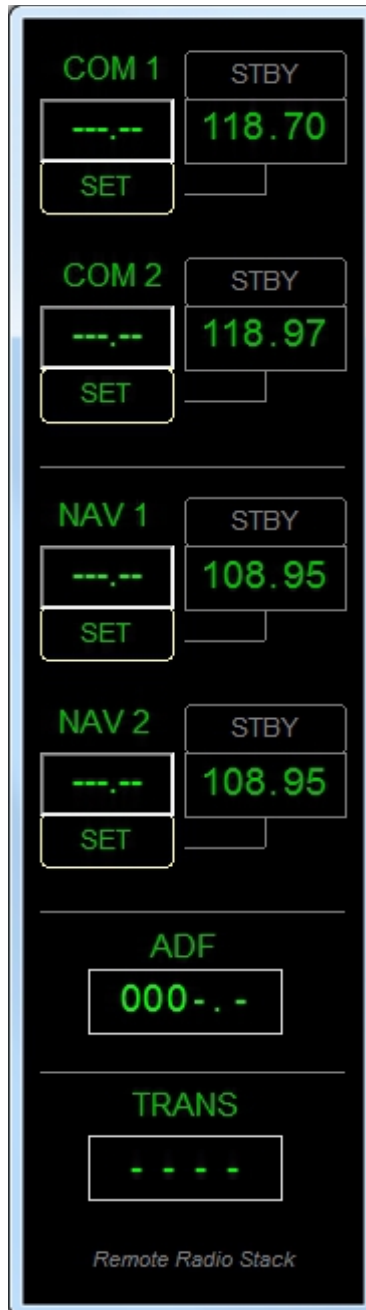 COM 1 STBY
---.-- 118.70
SET
COM 2 STBY
---.-- 118.97
SET
NAV 1 STBY
---.-- 108.95
SET
NAV 2 STBY
---.-- 108.95
SET
ADF
000-.-
TRANS
----
Remote Radio Stack